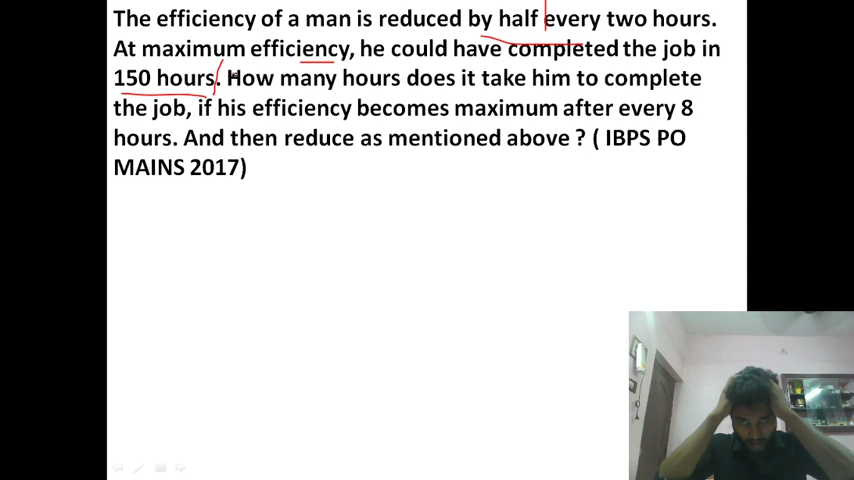 The efficiency of a man is reduced by half every two hours.
At maximum efficiency, he could have completed the job in
150 hours. How many hours does it take him to complete
the job, if his efficiency becomes maximum after every 8
hours. And then reduce as mentioned above ? ( IBPS PO
MAINS 2017)